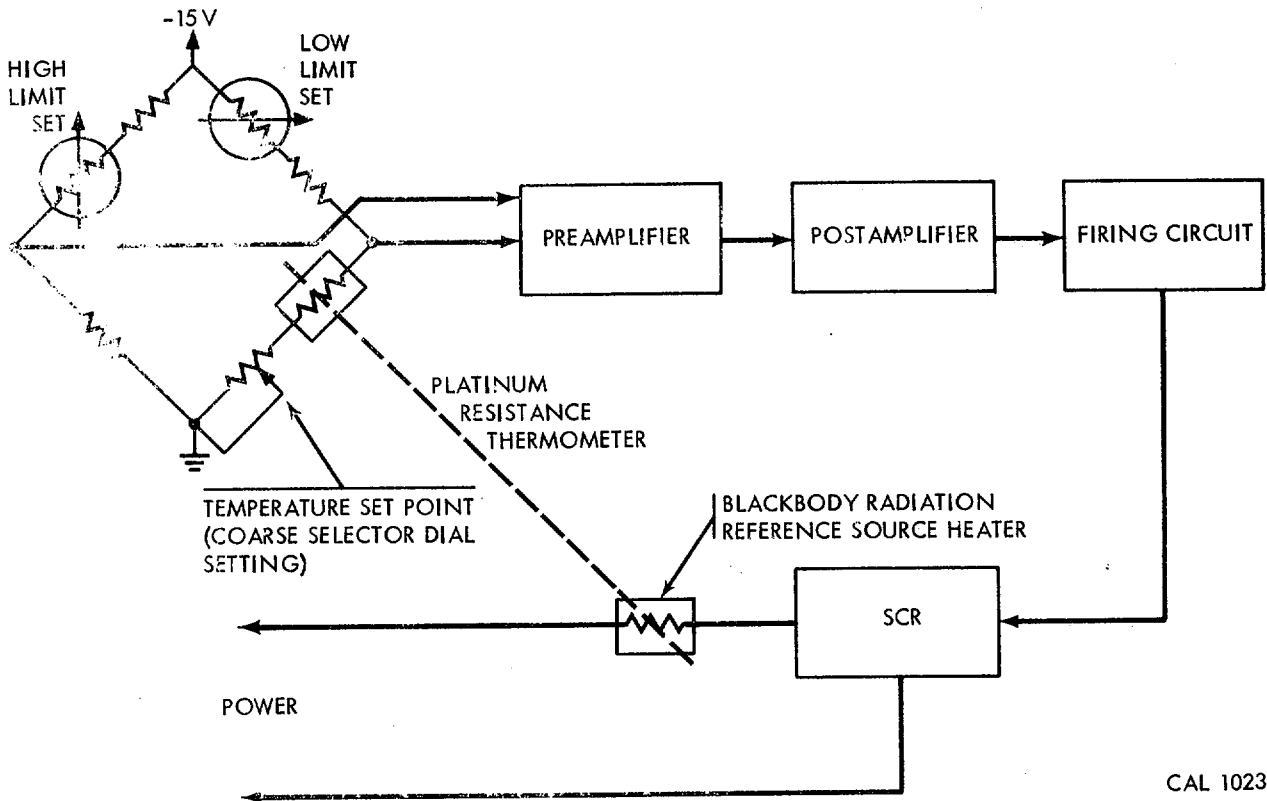 -15V
HIGH
LIMIT
SET
LOW
LIMIT
SET
PREAMPLIFIER
POSTAMPLIFIER
FIRING CIRCUIT
PLATINUM
RESISTANCE
THERMOMETER
TEMPERATURE SET POINT
(COARSE SELECTOR DIAL
SETTING)
BLACKBODY RADIATION
REFERENCE SOURCE HEATER
SCR
POWER
CAL 1023